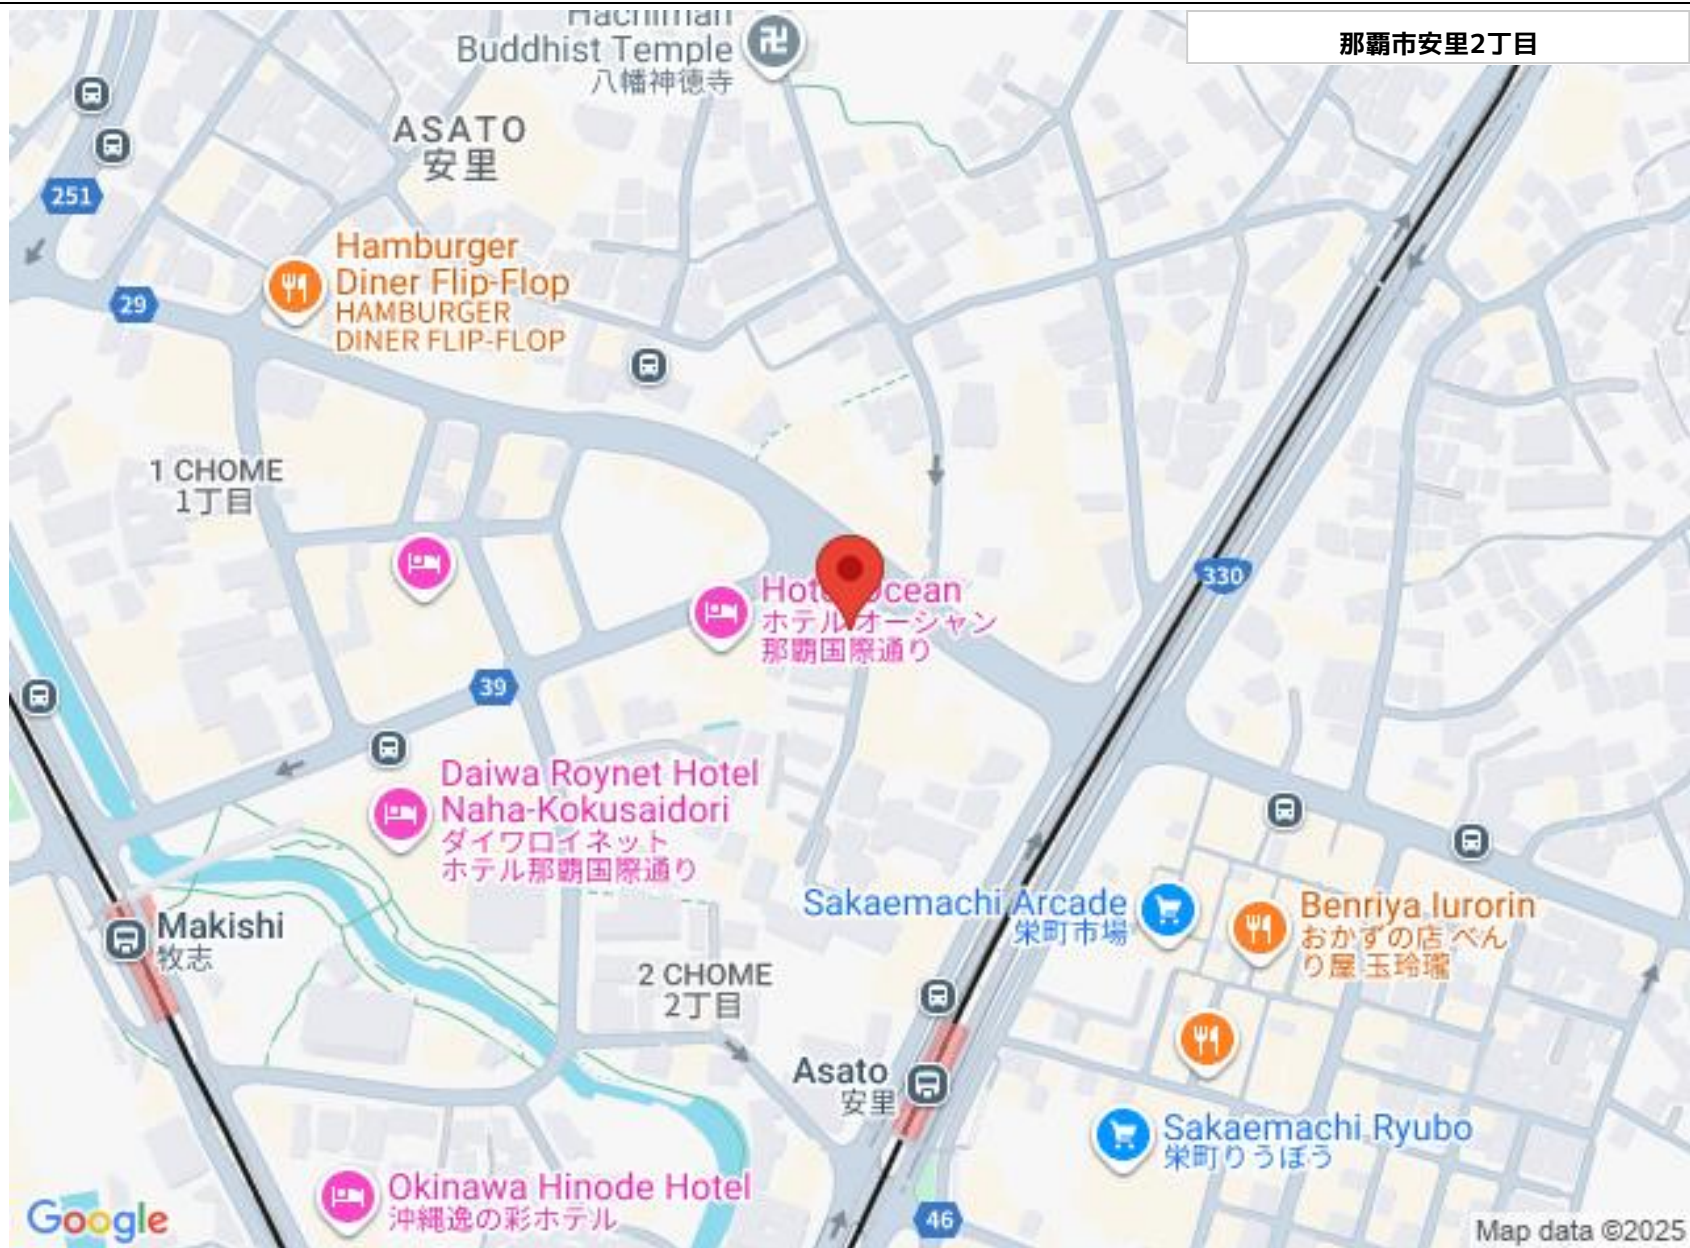 那覇市安里2丁目
Hachiman
Buddhist Temple
八幡神徳寺
ASATO
安里
251
Hamburger
Diner Flip-Flop
HAMBURGER
DINER FLIP-FLOP
29
1 CHOME
1丁目
330
Hotel Ocean
ホテル オーシャン
那覇国際通り
39
Daiwa Roynet Hotel
Naha-Kokusaidori
ダイワロイネット
ホテル那覇国際通り
Sakaemachi Arcade
栄町市場
Benriya Iurorin
おかずの店 べん
り屋 玉玲瓏
Makishi
牧志
2 CHOME
2丁目
Asato
安里
Sakaemachi Ryubo
栄町りうぼう
Okinawa Hinode Hotel
沖縄逸の彩ホテル
46
Google
Map data ©2025